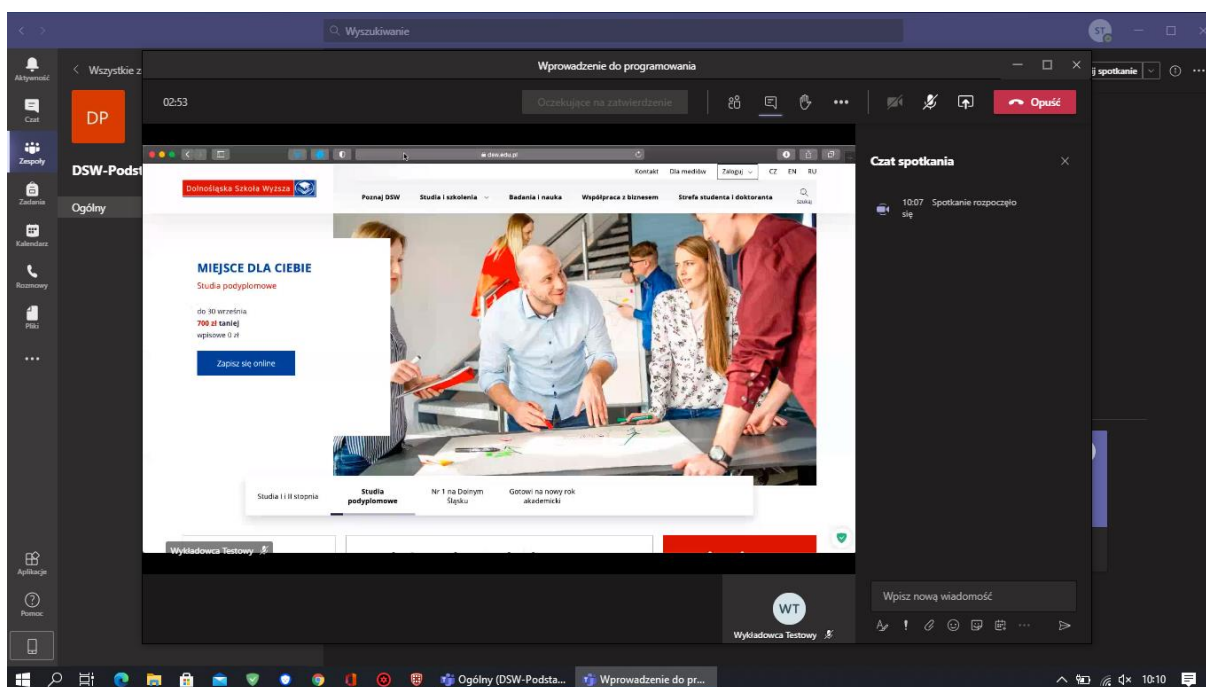 Wyszukiwanie
ST
Aktywność
Czat
Zespoły
Zadania
Kalendarz
Rozmowy
Pliki
Aplikacje
Pomoc
Wszystkie z
DP
DSW-Podst
Ogólny
Wprowadzenie do programowania
j spotkanie
02:53
Oczekujące na zatwierdzenie
Opuść
dsw.edu.pl
Kontakt Dla mediów Zaloguj CZ EN RU
Dolnośląska Szkoła Wyższa
Poznaj DSW Studia i szkolenia Badania i nauka Współpraca z biznesem Strefa studenta i doktoranta
szukaj
MIEJSCE DLA CIEBIE
Studia podyplomowe
do 30 września
700 zł taniej
wpisowe 0 zł
Zapisz się online
Studia I i II stopnia
Studia
podyplomowe
Nr 1 na Dolnym
Śląsku
Gotowi na nowy rok
akademicki
Wykładowca Testowy
WT
Wykładowca Testowy
Czat spotkania
10:07 Spotkanie rozpoczęło
się
Wpisz nową wiadomość
Ogólny (DSW-Podsta...
Wprowadzenie do pr...
10:10